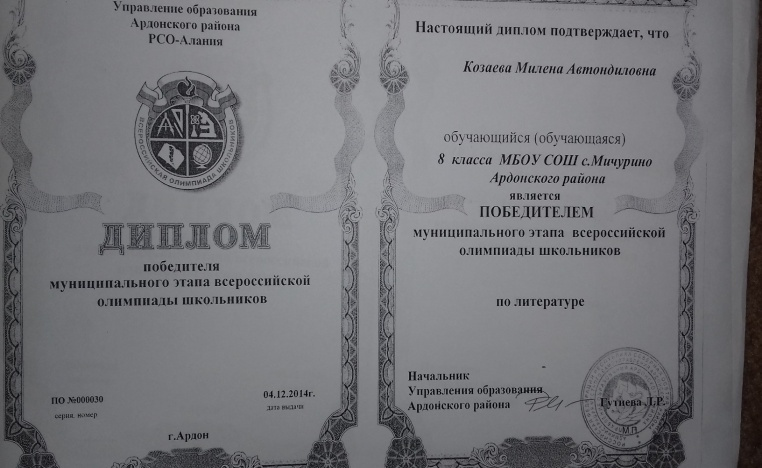 Управление образования
Ардонского района
РСО-Алания
ВСЕРОССИЙСКАЯ ОЛИМПИАДА ШКОЛЬНИКОВ
ДИПЛОМ
победителя
муниципального этапа всероссийской
олимпиады школьников
ПО №000030
серия, номер
04.12.2014г.
дата выдачи
г.Ардон
Настоящий диплом подтверждает, что
Козаева Милена Автондиловна
обучающийся (обучающаяся)
8 класса МБОУ СОШ с.Мичурино
Ардонского района
является
ПОБЕДИТЕЛЕМ
муниципального этапа всероссийской
олимпиады школьников
по литературе
Начальник
Управления образования
Ардонского района Гутиева Л.Р.
М.П